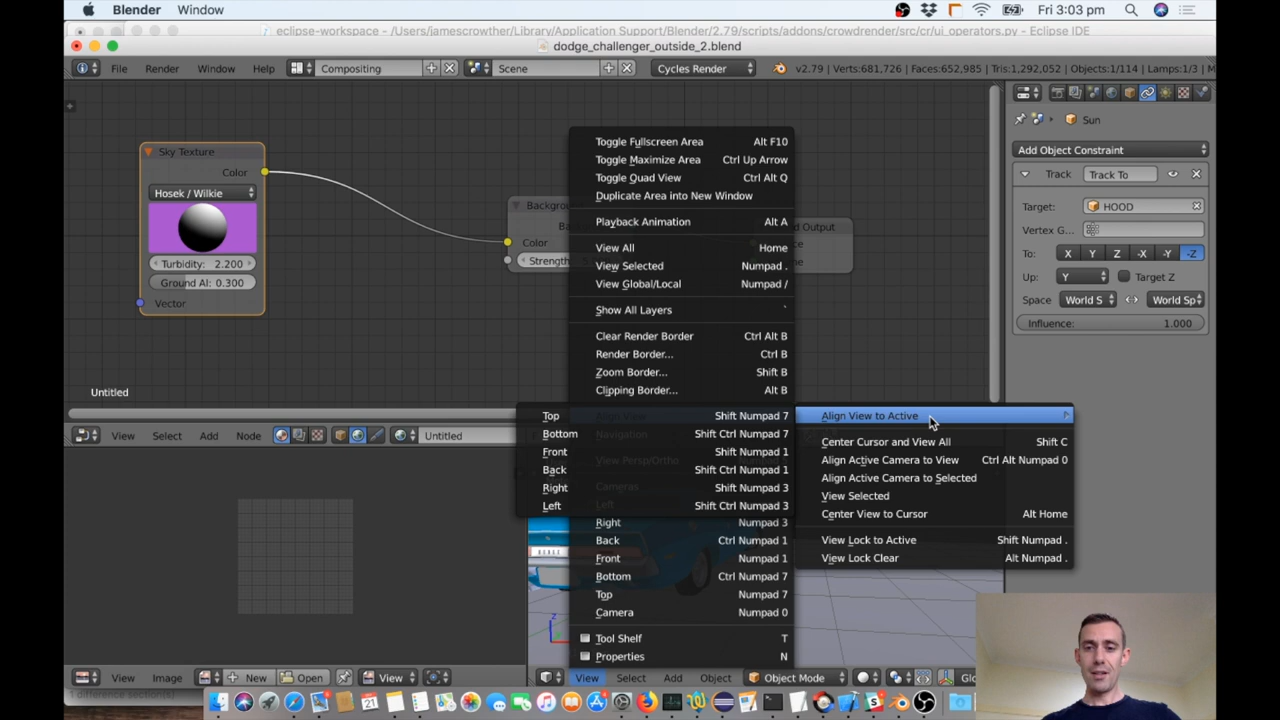 Blender Window Fri 3:03 pm
eclipse-workspace - /Users/jamescrowther/Library/Application Support/Blender/2.79/scripts/addons/crowdrender/src/cr/ui_operators.py - Eclipse IDE
dodge_challenger_outside_2.blend
File Render Window Help Compositing Scene Cycles Render v2.79 | Verts:681,726 | Faces:652,985 | Tris:1,292,052 | Objects:1/114 | Lamps:1/3 | M
Sun
Add Object Constraint
Track Track To
Target: HOOD
Vertex G...
To: X Y Z -X -Y -Z
Up: Y Target Z
Space World S World Sp
Influence: 1.000
Sky Texture
Color
Hosek / Wilkie
Turbidity: 2.200
Ground Al: 0.300
Vector
Color
Strength
Untitled
Toggle Fullscreen Area Alt F10
Toggle Maximize Area Ctrl Up Arrow
Toggle Quad View Ctrl Alt Q
Duplicate Area into New Window
Playback Animation Alt A
View All Home
View Selected Numpad .
View Global/Local Numpad /
Show All Layers `
Clear Render Border Ctrl Alt B
Render Border... Ctrl B
Zoom Border... Shift B
Clipping Border... Alt B
Align View
Navigation
View Persp/Ortho
Cameras
Left
Right Numpad 3
Back Ctrl Numpad 1
Front Numpad 1
Bottom Ctrl Numpad 7
Top Numpad 7
Camera Numpad 0
Tool Shelf T
Properties N
Top Shift Numpad 7
Bottom Shift Ctrl Numpad 7
Front Shift Numpad 1
Back Shift Ctrl Numpad 1
Right Shift Numpad 3
Left Shift Ctrl Numpad 3
Align View to Active
Center Cursor and View All Shift C
Align Active Camera to View Ctrl Alt Numpad 0
Align Active Camera to Selected
View Selected
Center View to Cursor Alt Home
View Lock to Active Shift Numpad .
View Lock Clear Alt Numpad .
View Select Add Node Untitled
z
View Image New Open View
View Select Add Object Object Mode Glo